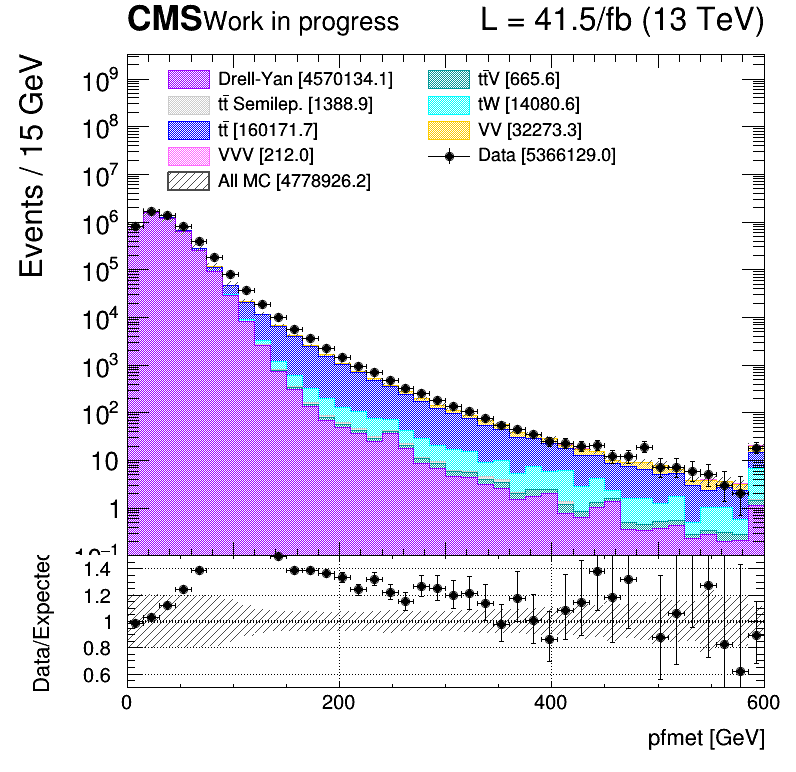 CMS Work in progress L = 41.5/fb (13 TeV)
Events / 15 GeV
Drell-Yan [4570134.1]
tt̄ Semilep. [1388.9]
tt̄ [160171.7]
VVV [212.0]
All MC [4778926.2]
tt̄V [665.6]
tW [14080.6]
VV [32273.3]
Data [5366129.0]
10⁹
10⁸
10⁷
10⁶
10⁵
10⁴
10³
10²
10
1
10⁻¹
Data/Expected
1.4
1.2
1
0.8
0.6
0 200 400 600
pfmet [GeV]